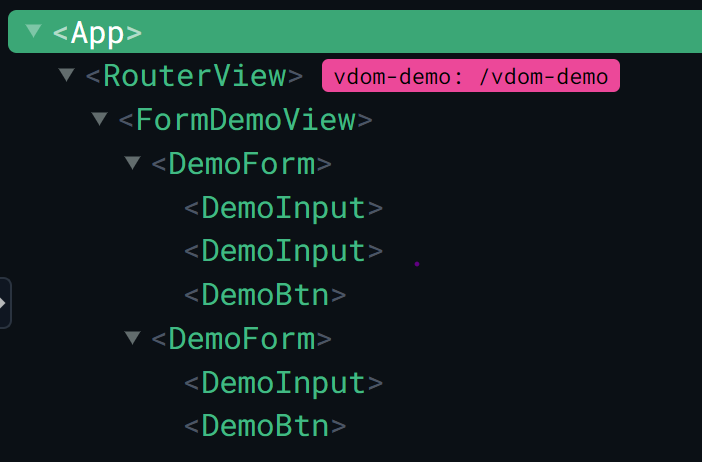 <App>
<RouterView> vdom-demo: /vdom-demo
<FormDemoView>
<DemoForm>
<DemoInput>
<DemoInput>
<DemoBtn>
<DemoForm>
<DemoInput>
<DemoBtn>